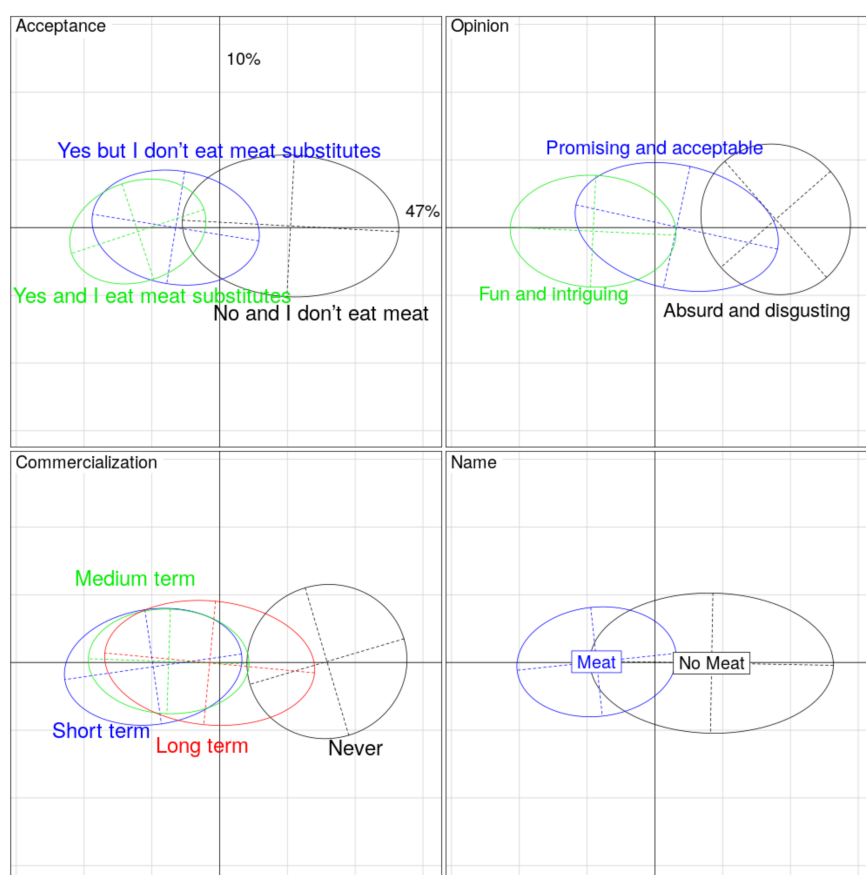 Acceptance
10%
Yes but I don't eat meat substitutes
47%
Yes and I eat meat substitutes
No and I don't eat meat
Opinion
Promising and acceptable
Fun and intriguing
Absurd and disgusting
Commercialization
Medium term
Short term
Long term
Never
Name
Meat
No Meat